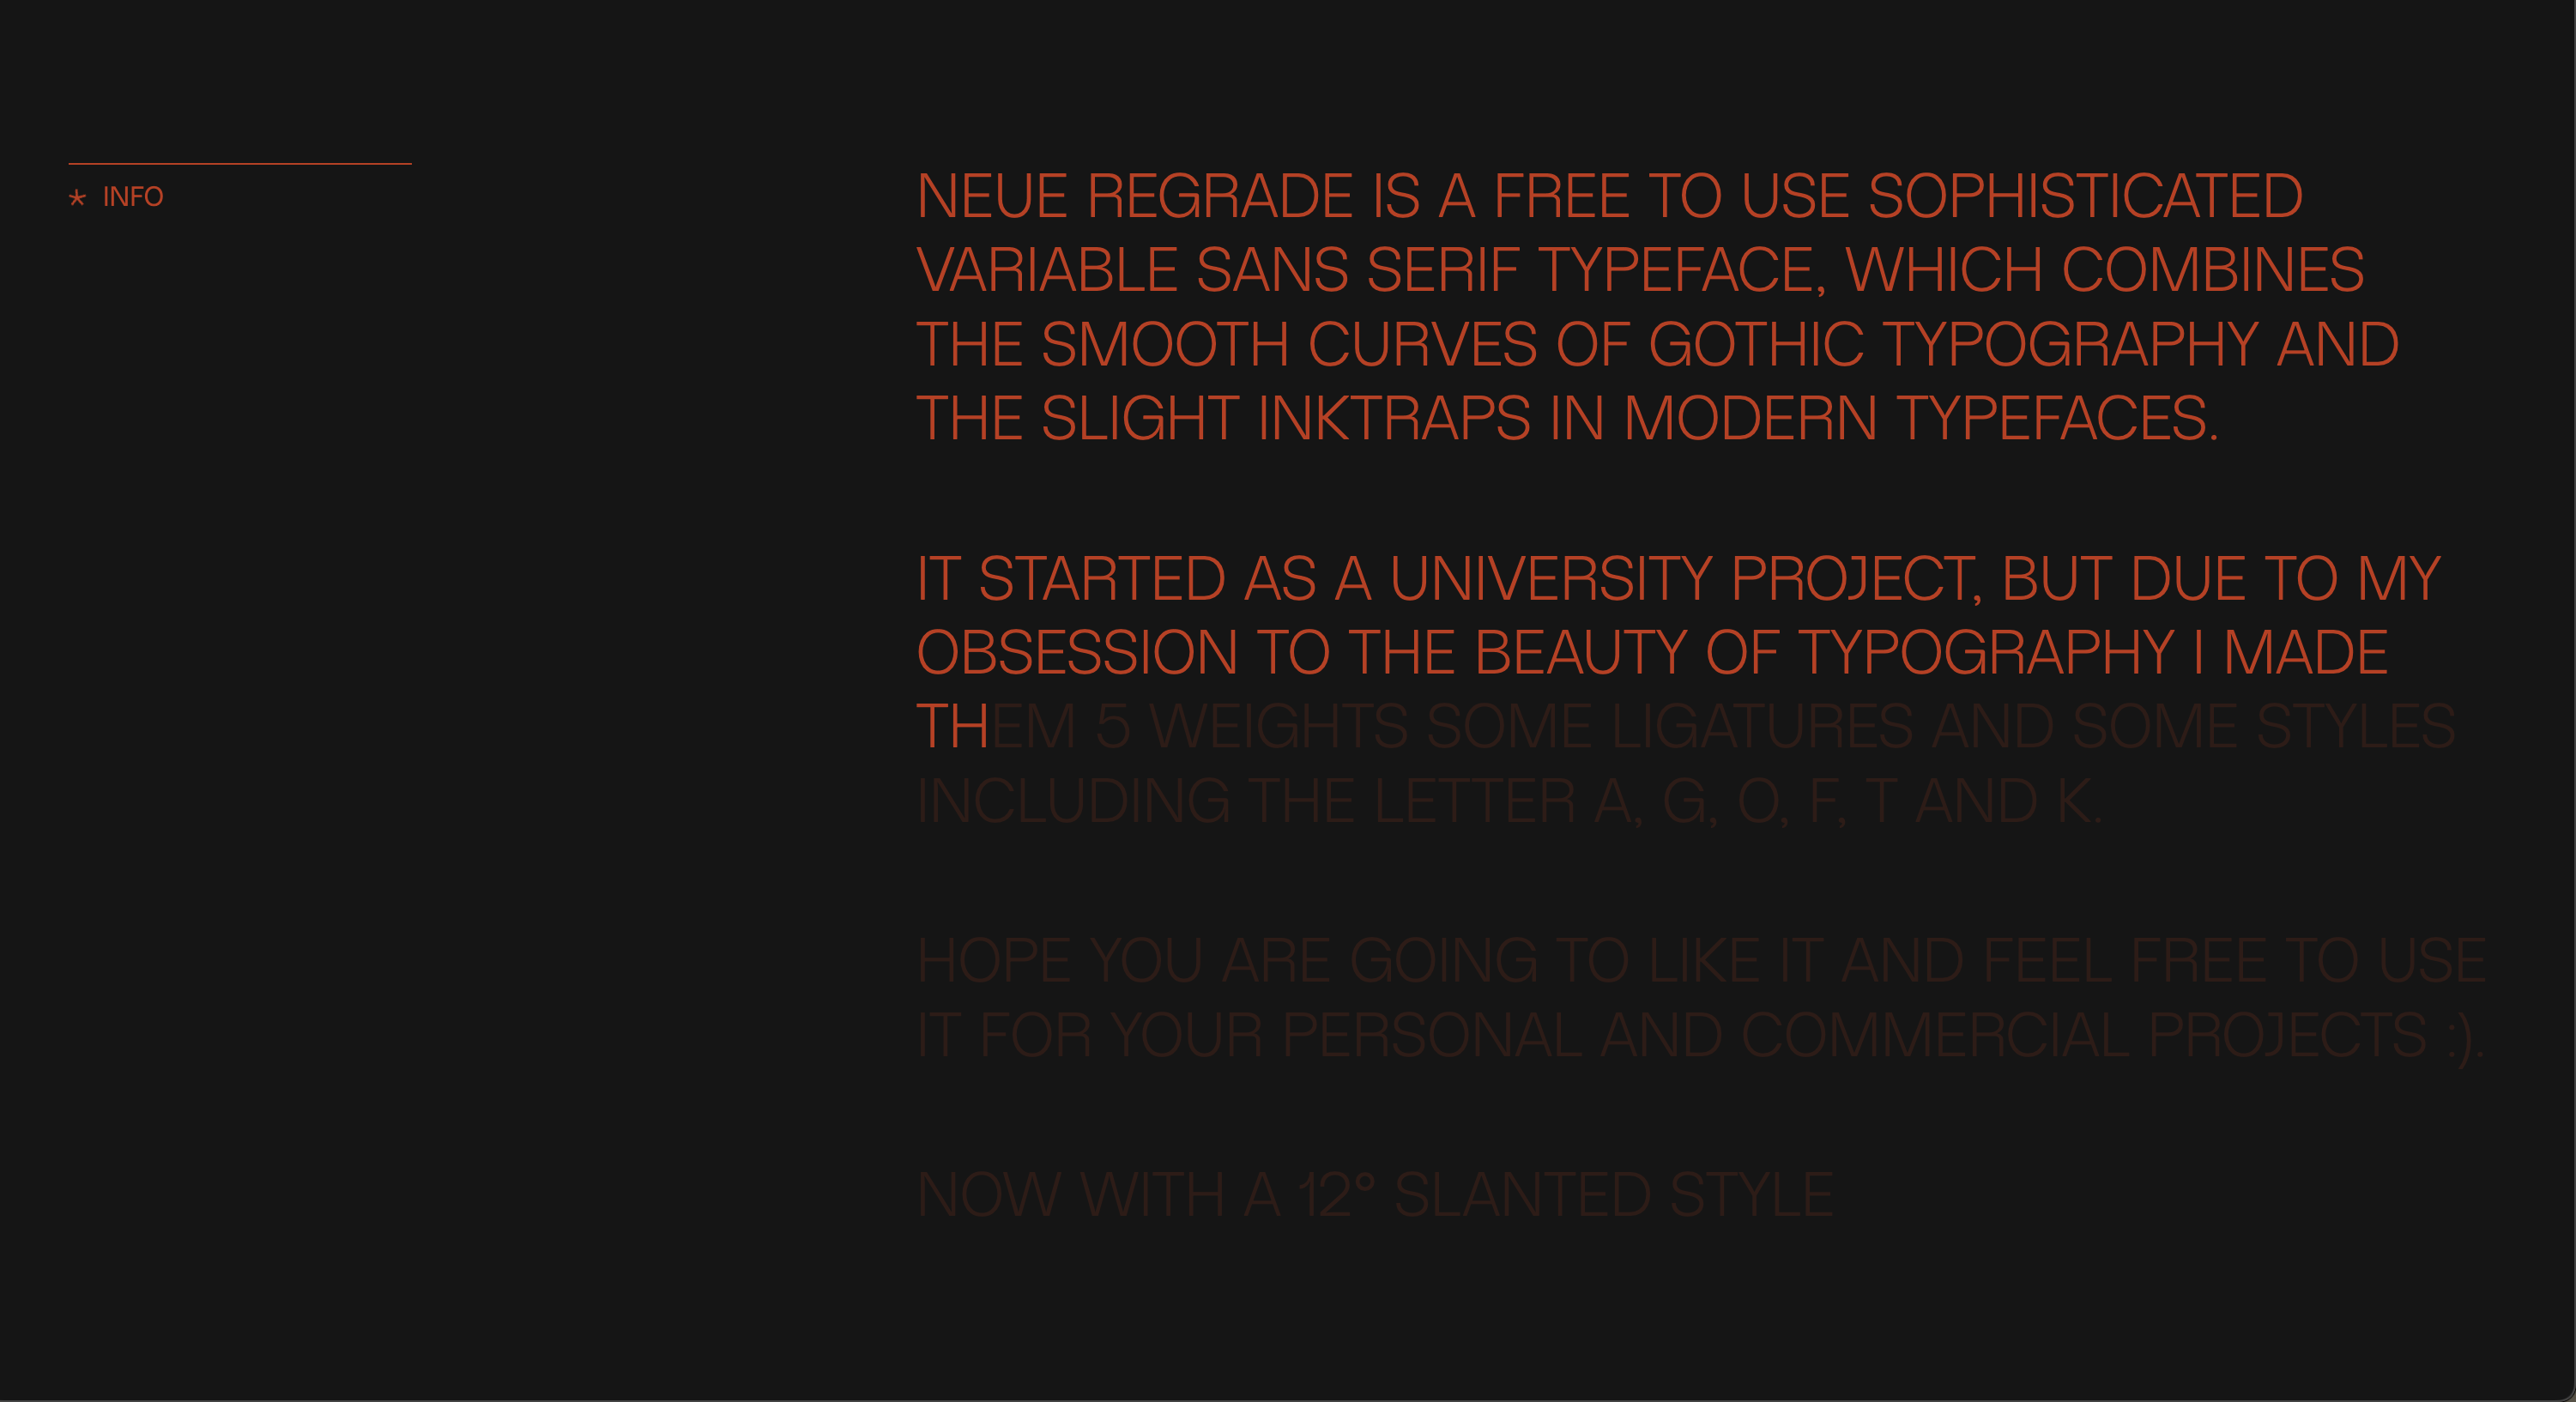 * INFO
NEUE REGRADE IS A FREE TO USE SOPHISTICATED
VARIABLE SANS SERIF TYPEFACE, WHICH COMBINES
THE SMOOTH CURVES OF GOTHIC TYPOGRAPHY AND
THE SLIGHT INKTRAPS IN MODERN TYPEFACES.
IT STARTED AS A UNIVERSITY PROJECT, BUT DUE TO MY
OBSESSION TO THE BEAUTY OF TYPOGRAPHY I MADE
THEM 5 WEIGHTS SOME LIGATURES AND SOME STYLES
INCLUDING THE LETTER A, G, O, F, T AND K.
HOPE YOU ARE GOING TO LIKE IT AND FEEL FREE TO USE
IT FOR YOUR PERSONAL AND COMMERCIAL PROJECTS :).
NOW WITH A 12° SLANTED STYLE